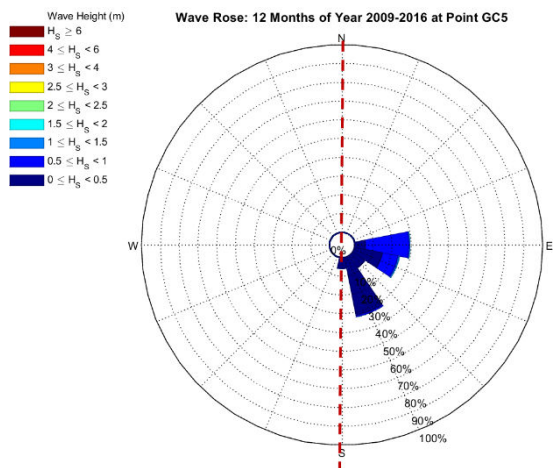 Wave Height (m)
Wave Rose: 12 Months of Year 2009-2016 at Point GC5
H_S ≥ 6
4 ≤ H_S < 6
3 ≤ H_S < 4
2.5 ≤ H_S < 3
2 ≤ H_S < 2.5
1.5 ≤ H_S < 2
1 ≤ H_S < 1.5
0.5 ≤ H_S < 1
0 ≤ H_S < 0.5
N
W
E
0%
10%
20%
30%
40%
50%
60%
70%
80%
90%
100%
S